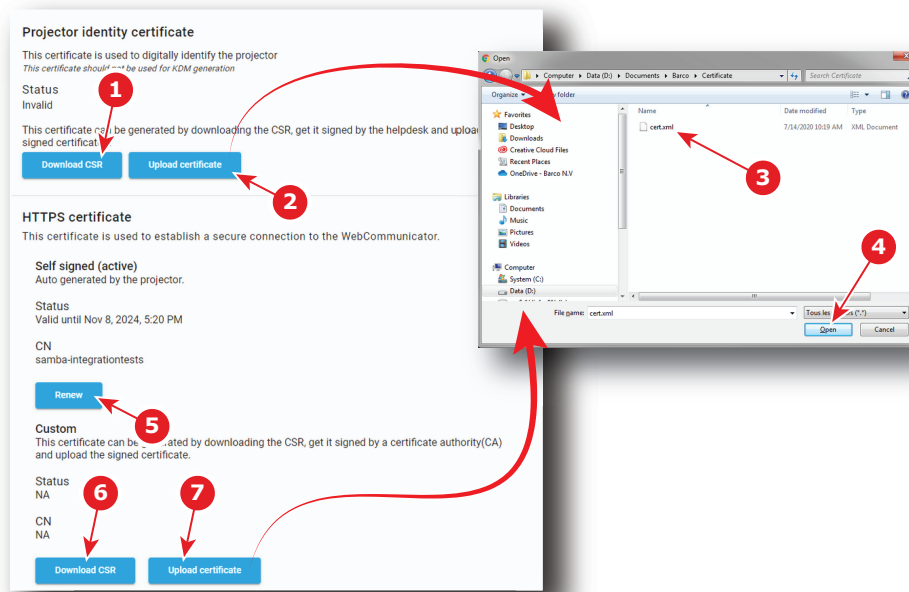 Projector identity certificate
This certificate is used to digitally identify the projector
This certificate should not be used for KDM generation
Status
Invalid
1
This certificate can be generated by downloading the CSR, get it signed by the helpdesk and
signed certificate
Download CSR
Upload certificate
2
HTTPS certificate
This certificate is used to establish a secure connection to the WebCommunicator.
Self signed (active)
Auto generated by the projector.
Status
Valid until Nov 8, 2024, 5:20 PM
CN
samba-integrationtests
Renew
5
Custom
This certificate can be generated by downloading the CSR, get it signed by a certificate authority(CA)
and upload the signed certificate.
Status
NA
6
7
CN
NA
Download CSR
Upload certificate
Open
Computer
Data (D:)
Documents
Barco
Certificate
Search Certificate
Organize
folder
Favorites
Desktop
Downloads
Creative Cloud Files
Recent Places
OneDrive - Barco N.V
Libraries
Documents
Music
Pictures
Videos
Computer
System (C:)
Data (D:)
Name
Date modified
Type
cert.xml
7/14/2020 10:19 AM
XML Document
3
4
File name:
cert.xml
Tous les
(*.*)
Open
Cancel